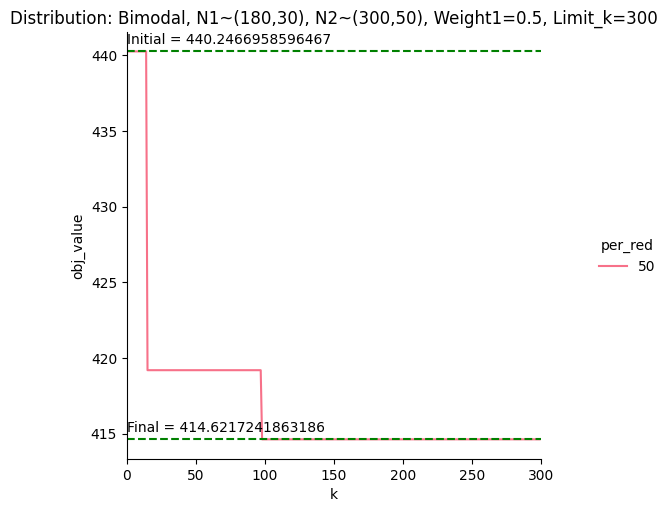 Distribution: Bimodal, N1~(180,30), N2~(300,50), Weight1=0.5, Limit_k=300
Initial = 440.2466958596467
440
435
430
425
420
415
obj_value
per_red
50
Final = 414.6217241863186
0
50
100
150
200
250
300
k